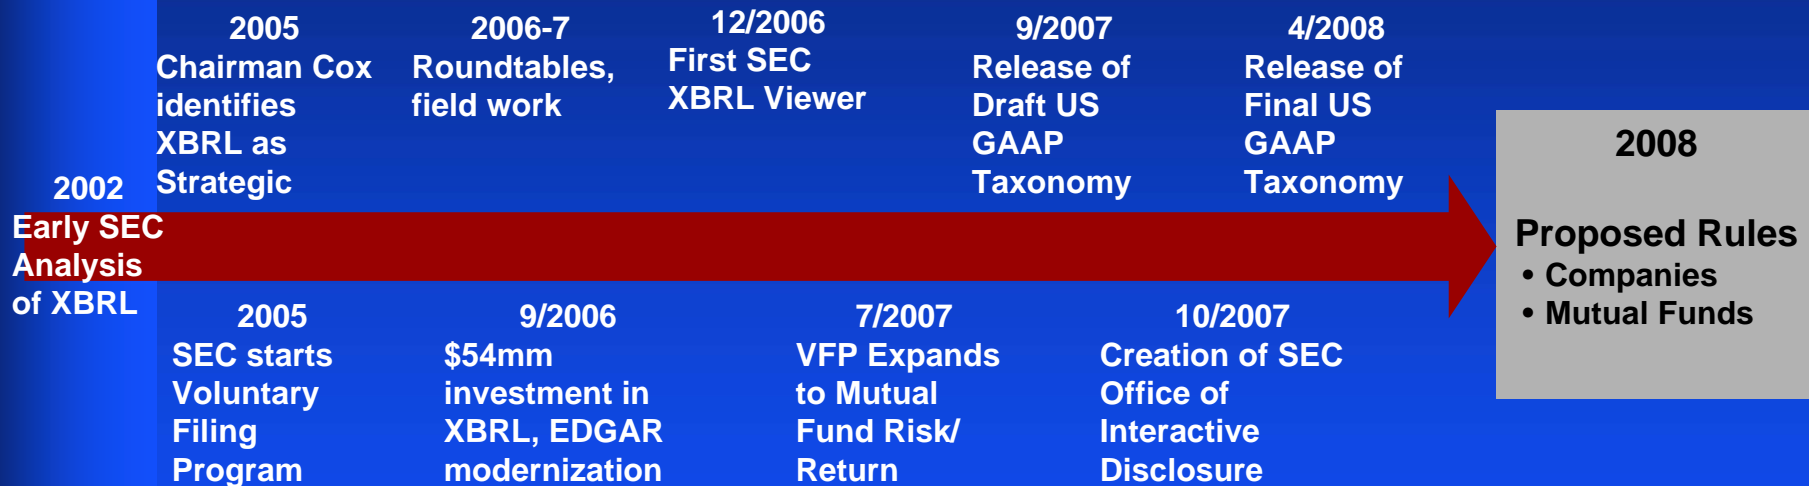 2002
Early SEC
Analysis
of XBRL
2005
Chairman Cox
identifies
XBRL as
Strategic
2006-7
Roundtables,
field work
12/2006
First SEC
XBRL Viewer
9/2007
Release of
Draft US
GAAP
Taxonomy
4/2008
Release of
Final US
GAAP
Taxonomy
2005
SEC starts
Voluntary
Filing
Program
9/2006
$54mm
investment in
XBRL, EDGAR
modernization
7/2007
VFP Expands
to Mutual
Fund Risk/
Return
10/2007
Creation of SEC
Office of
Interactive
Disclosure
2008
Proposed Rules
• Companies
• Mutual Funds